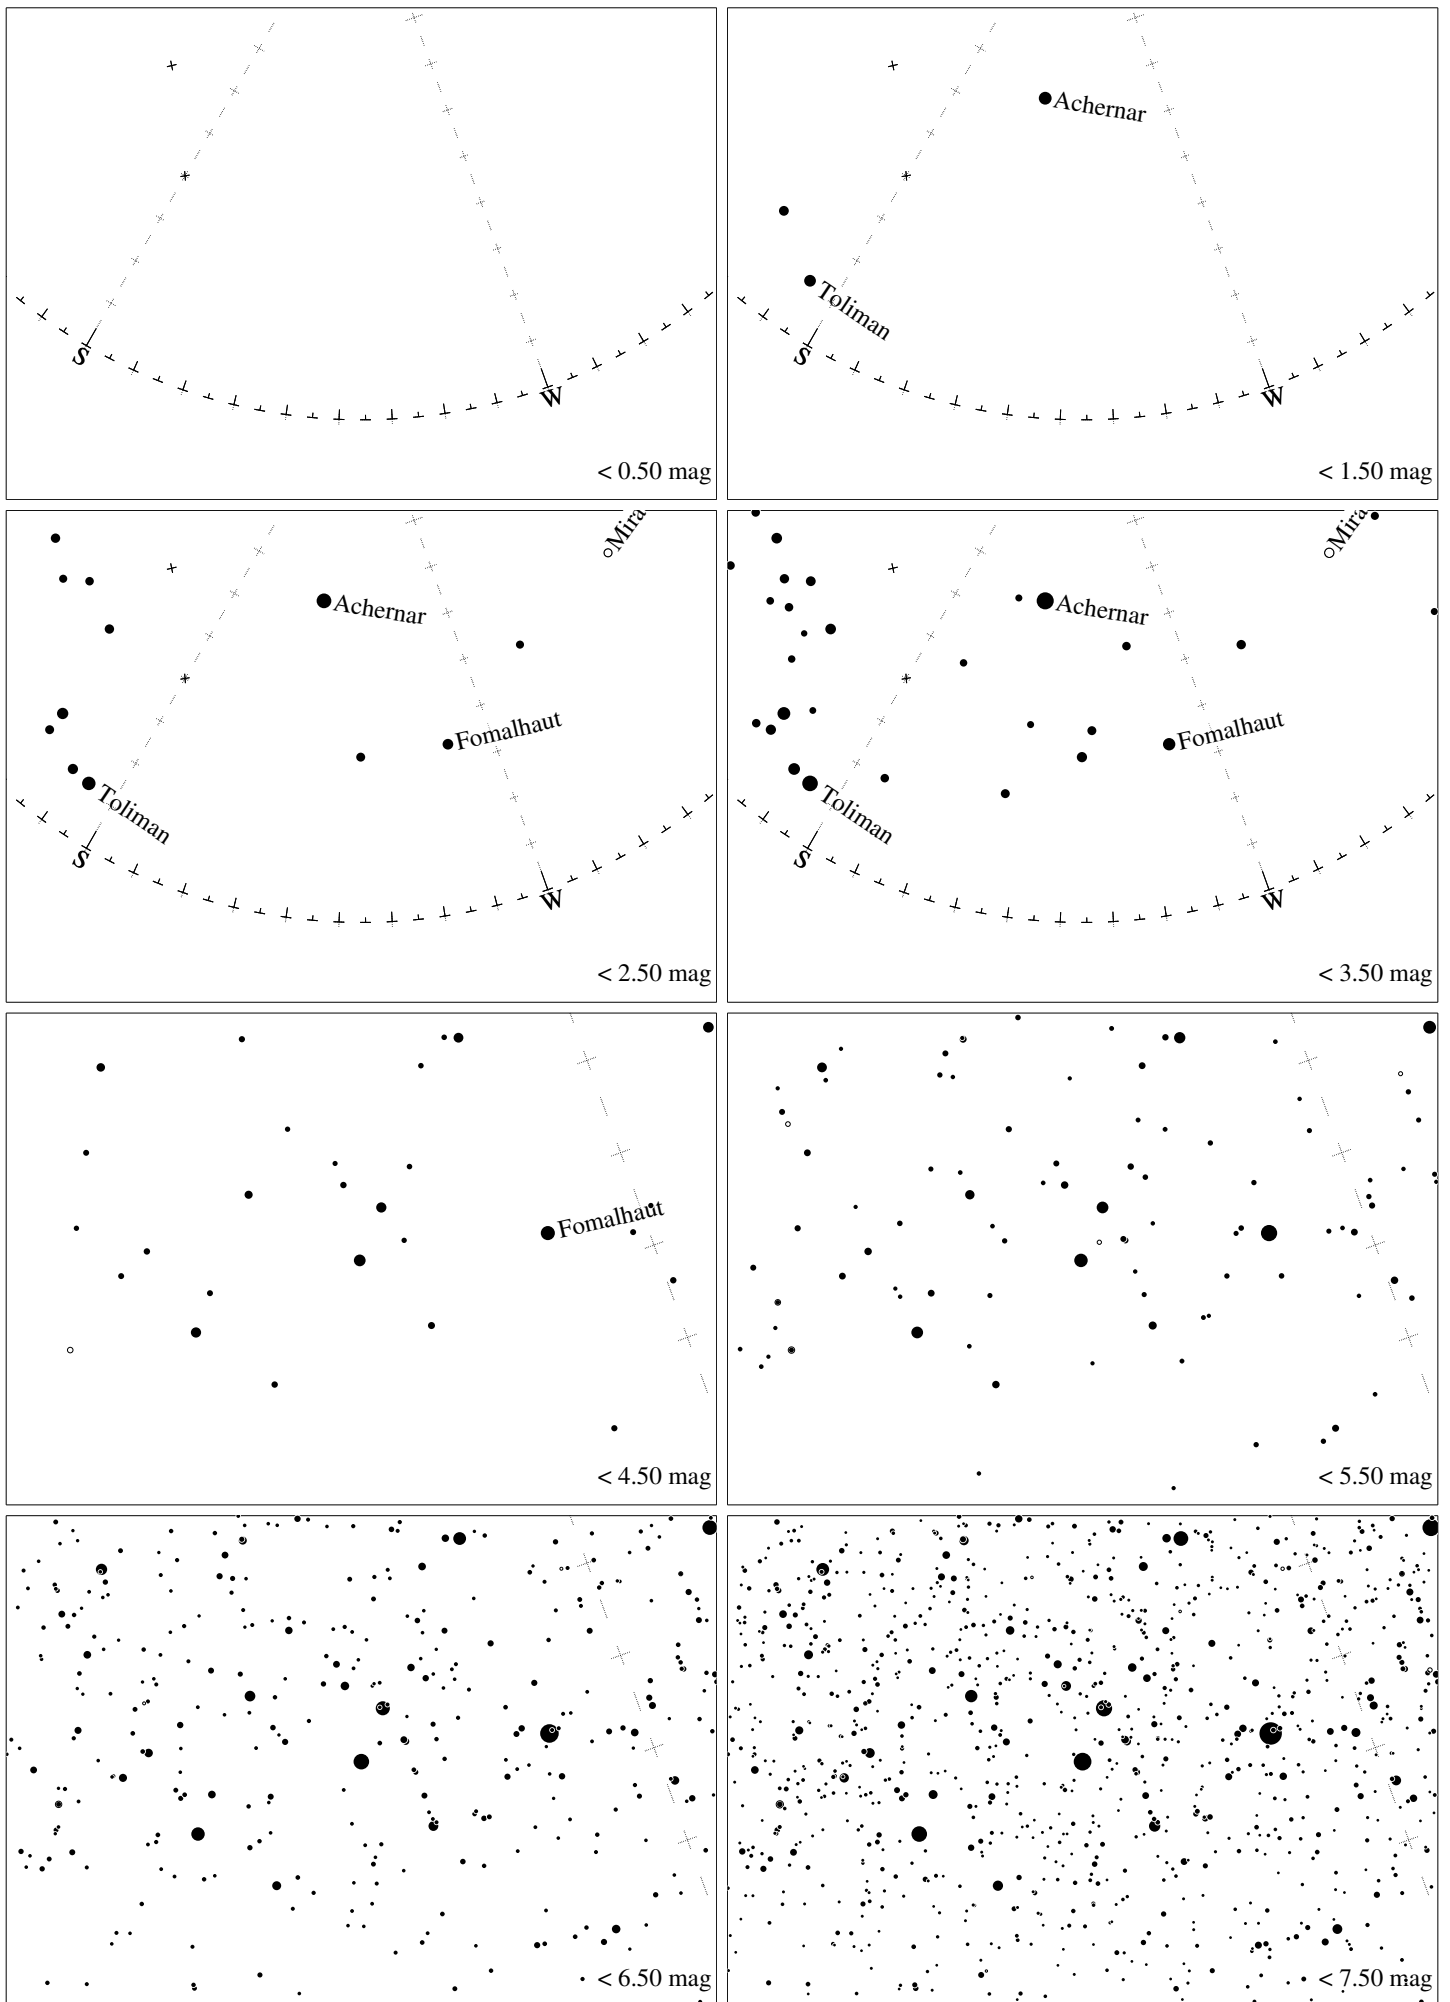 S
W
< 0.50 mag
Achernar
Toliman
S
W
< 1.50 mag
Mira
Achernar
Fomalhaut
Toliman
S
W
< 2.50 mag
Mira
Achernar
Fomalhaut
Toliman
S
W
< 3.50 mag
Fomalhaut
< 4.50 mag
< 5.50 mag
< 6.50 mag
< 7.50 mag